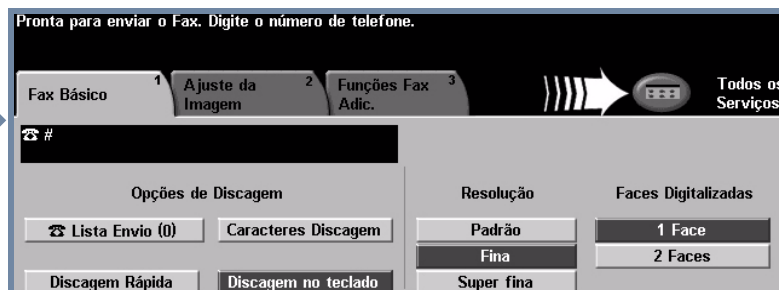 Pronta para enviar o Fax. Digite o número de telefone.
Fax Básico 1
Ajuste da Imagem 2
Funções Fax Adic. 3
Todos os Serviços
☎ #
Opções de Discagem
Resolução
Faces Digitalizadas
☎ Lista Envio (0)
Caracteres Discagem
Padrão
1 Face
Fina
2 Faces
Discagem Rápida
Discagem no teclado
Super fina